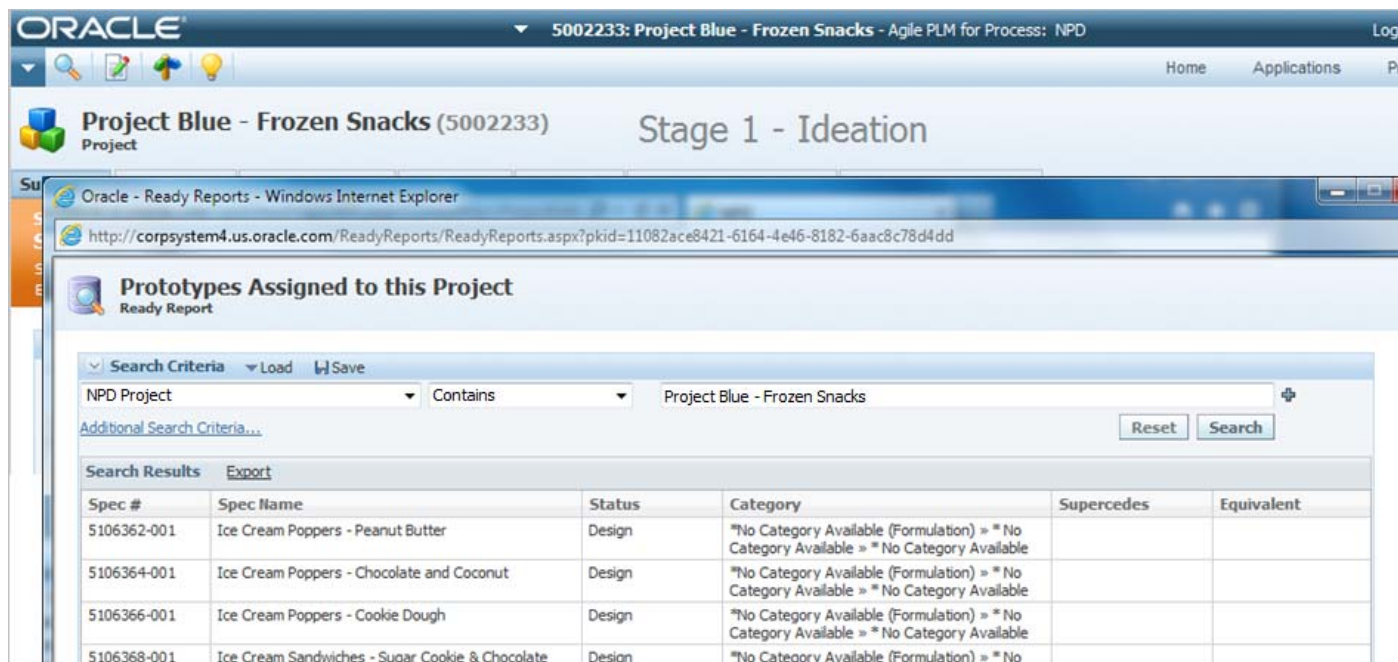 ORACLE
5002233: Project Blue - Frozen Snacks - Agile PLM for Process: NPD
Log
Home Applications P
Project Blue - Frozen Snacks (5002233) Stage 1 - Ideation
Project
Su
Oracle - Ready Reports - Windows Internet Explorer
http://corpsystem4.us.oracle.com/ReadyReports/ReadyReports.aspx?pkid=11082ace8421-6164-4e46-8182-6aac8c78d4dd
Prototypes Assigned to this Project
Ready Report
Search Criteria Load Save
NPD Project Contains Project Blue - Frozen Snacks
Additional Search Criteria... Reset Search
Search Results Export
Spec # Spec Name Status Category Supercedes Equivalent
5106362-001 Ice Cream Poppers - Peanut Butter Design *No Category Available (Formulation) » * No
Category Available » * No Category Available
5106364-001 Ice Cream Poppers - Chocolate and Coconut Design *No Category Available (Formulation) » * No
Category Available » * No Category Available
5106366-001 Ice Cream Poppers - Cookie Dough Design *No Category Available (Formulation) » * No
Category Available » * No Category Available
5106368-001 Ice Cream Sandwiches - Sugar Cookie & Chocolate Design *No Category Available (Formulation) » * No